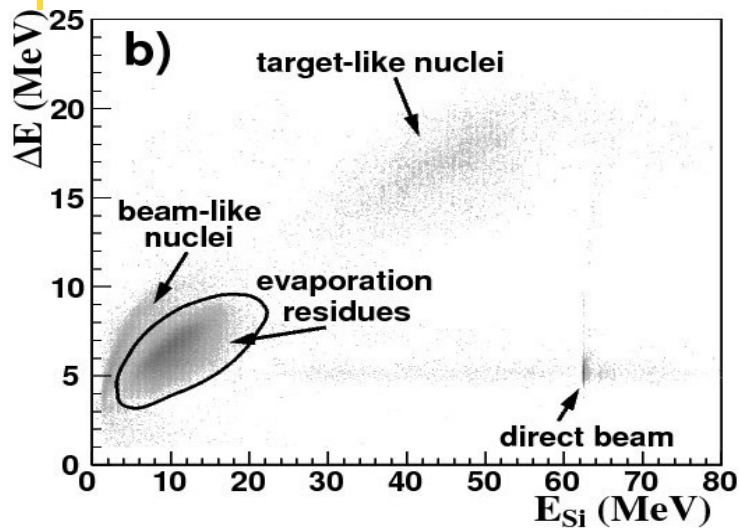 b)
ΔE (MeV)
25
20
15
10
5
0
target-like nuclei
beam-like
nuclei
evaporation
residues
direct beam
0 10 20 30 40 50 60 70 80
E_Si (MeV)